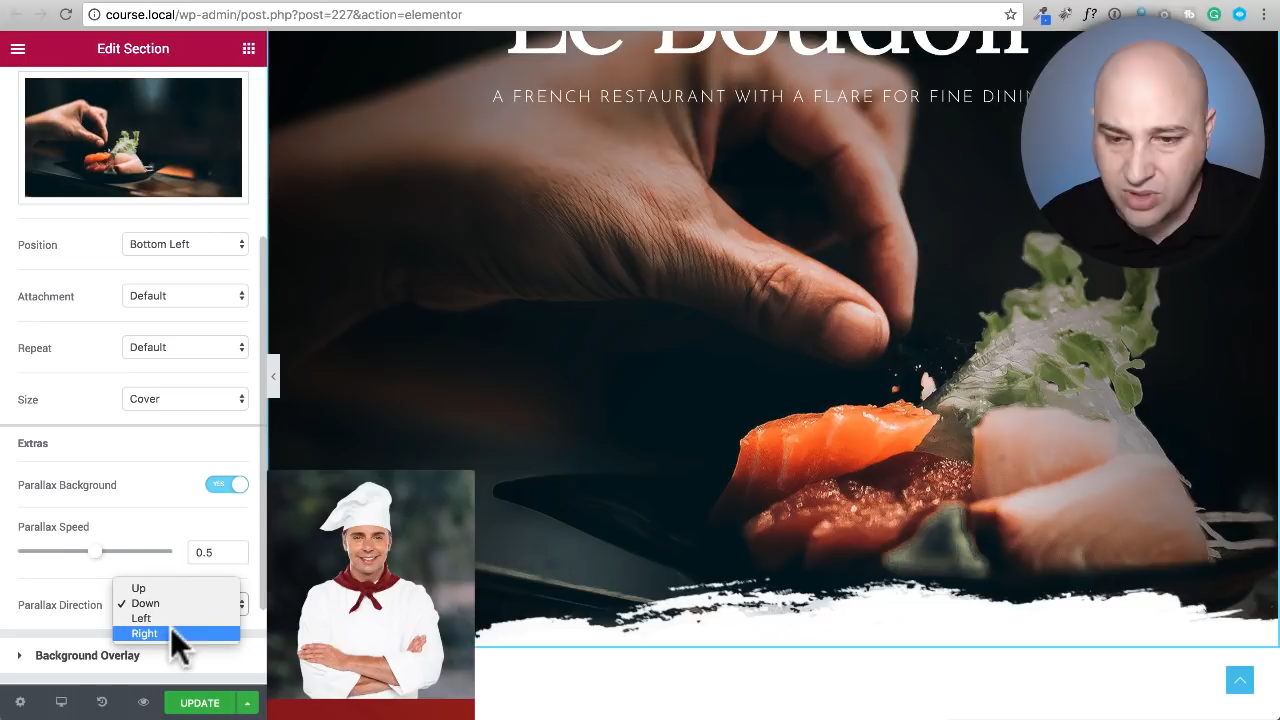 course.local/wp-admin/post.php?post=227&action=elementor
Edit Section
Position
Bottom Left
Attachment
Default
Repeat
Default
Size
Cover
Extras
Parallax Background
YES
Parallax Speed
0.5
Parallax Direction
Up
✓ Down
Left
Right
Background Overlay
UPDATE
Le Boudoir
A FRENCH RESTAURANT WITH A FLARE FOR FINE DININ